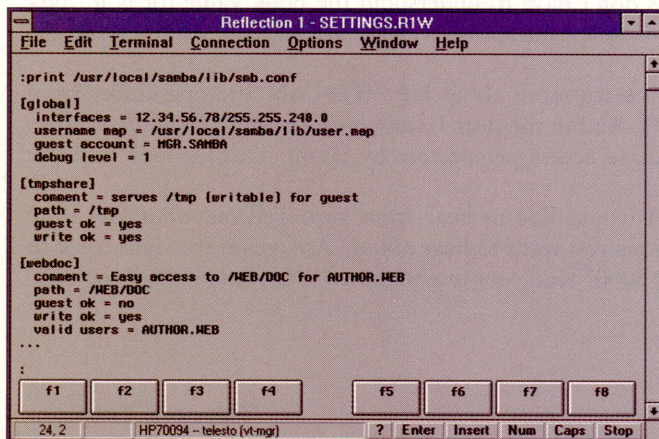 Reflection 1 - SETTINGS.R1W
File Edit Terminal Connection Options Window Help
:print /usr/local/samba/lib/smb.conf
[global]
interfaces = 12.34.56.78/255.255.240.0
username map = /usr/local/samba/lib/user.map
guest account = MGR.SAMBA
debug level = 1
[tmpshare]
comment = serves /tmp (writable) for guest
path = /tmp
guest ok = yes
write ok = yes
[webdoc]
comment = Easy access to /WEB/DOC for AUTHOR.WEB
path = /WEB/DOC
guest ok = no
write ok = yes
valid users = AUTHOR.WEB
...
:
f1 f2 f3 f4 f5 f6 f7 f8
24, 2 HP70094 -- telesto (vt-mgr) ? Enter Insert Num Caps Stop